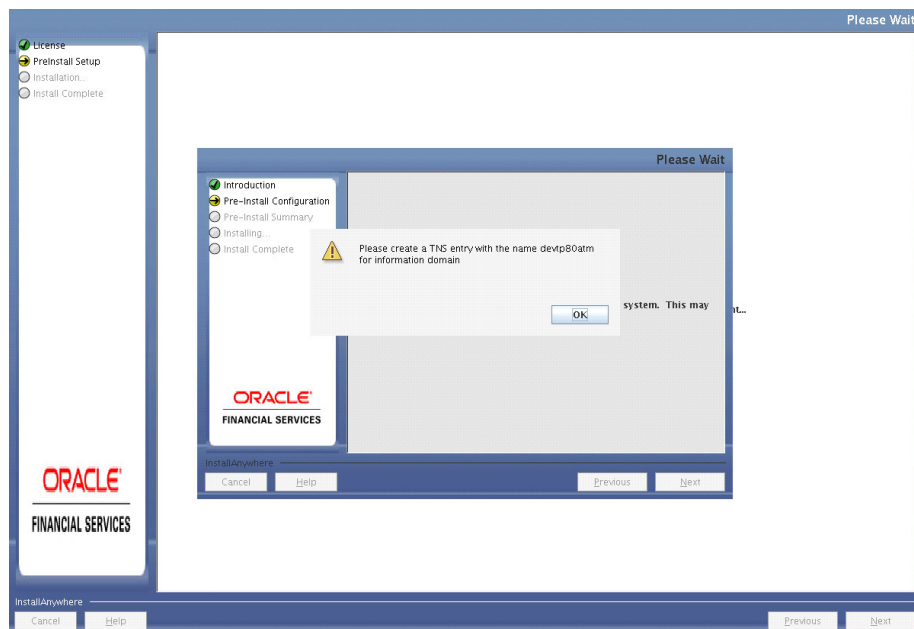 Please Wait
License
PreInstall Setup
Installation..
Install Complete
Please Wait
Introduction
Pre-Install Configuration
Pre-Install Summary
Installing...
Install Complete
Please create a TNS entry with the name devtp80atm
for information domain
OK
system. This may
nt...
ORACLE
FINANCIAL SERVICES
InstallAnywhere
Cancel
Help
Previous
Next
ORACLE
FINANCIAL SERVICES
InstallAnywhere
Cancel
Help
Previous
Next